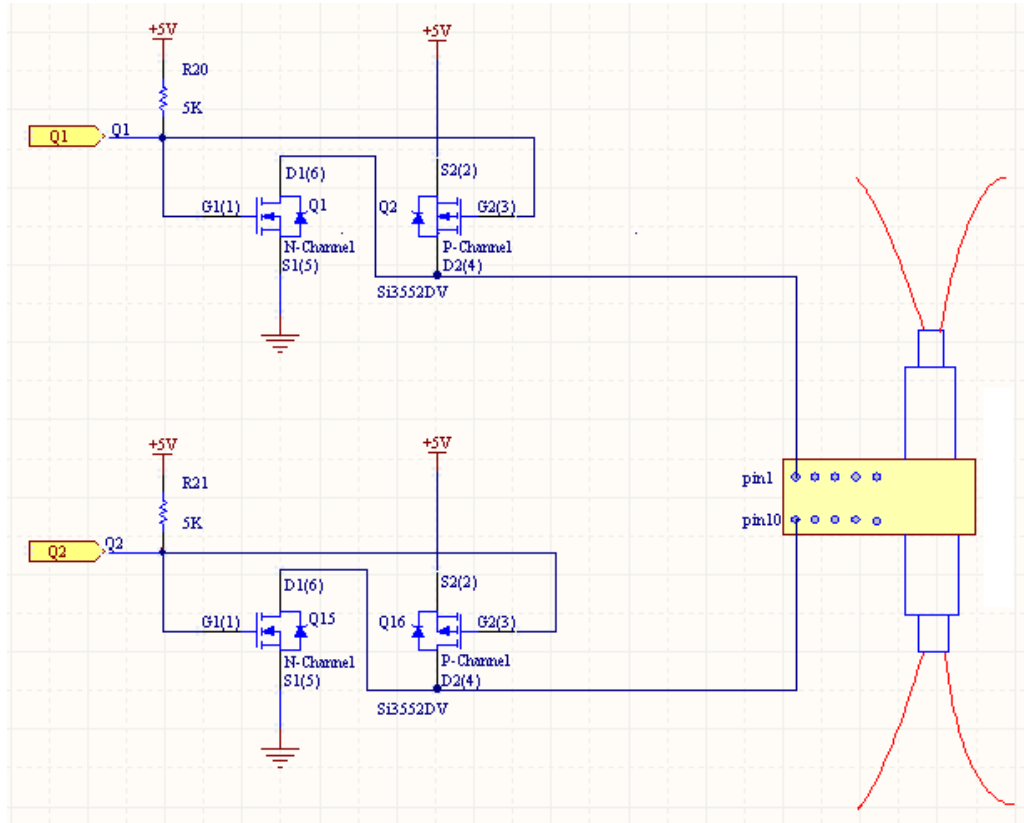 +5V
+5V
R20
5K
Q1
Q1
D1(6)
S2(2)
G1(1)
Q1
Q2
G2(3)
N-Channel
P-Channel
S1(5)
D2(4)
Si3552DV
+5V
+5V
R21
pin1
5K
pin10
Q2
Q2
D1(6)
S2(2)
G1(1)
Q15
Q16
G2(3)
N-Channel
P-Channel
S1(5)
D2(4)
Si3552DV